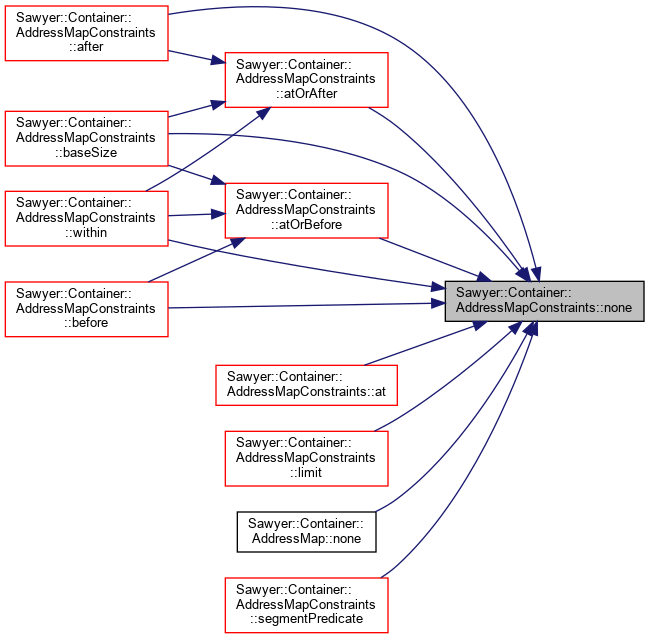 Sawyer::Container::
AddressMapConstraints
::after
Sawyer::Container::
AddressMapConstraints
::atOrAfter
Sawyer::Container::
AddressMapConstraints
::baseSize
Sawyer::Container::
AddressMapConstraints
::within
Sawyer::Container::
AddressMapConstraints
::atOrBefore
Sawyer::Container::
AddressMapConstraints
::before
Sawyer::Container::
AddressMapConstraints::none
Sawyer::Container::
AddressMapConstraints::at
Sawyer::Container::
AddressMapConstraints
::limit
Sawyer::Container::
AddressMap::none
Sawyer::Container::
AddressMapConstraints
::segmentPredicate